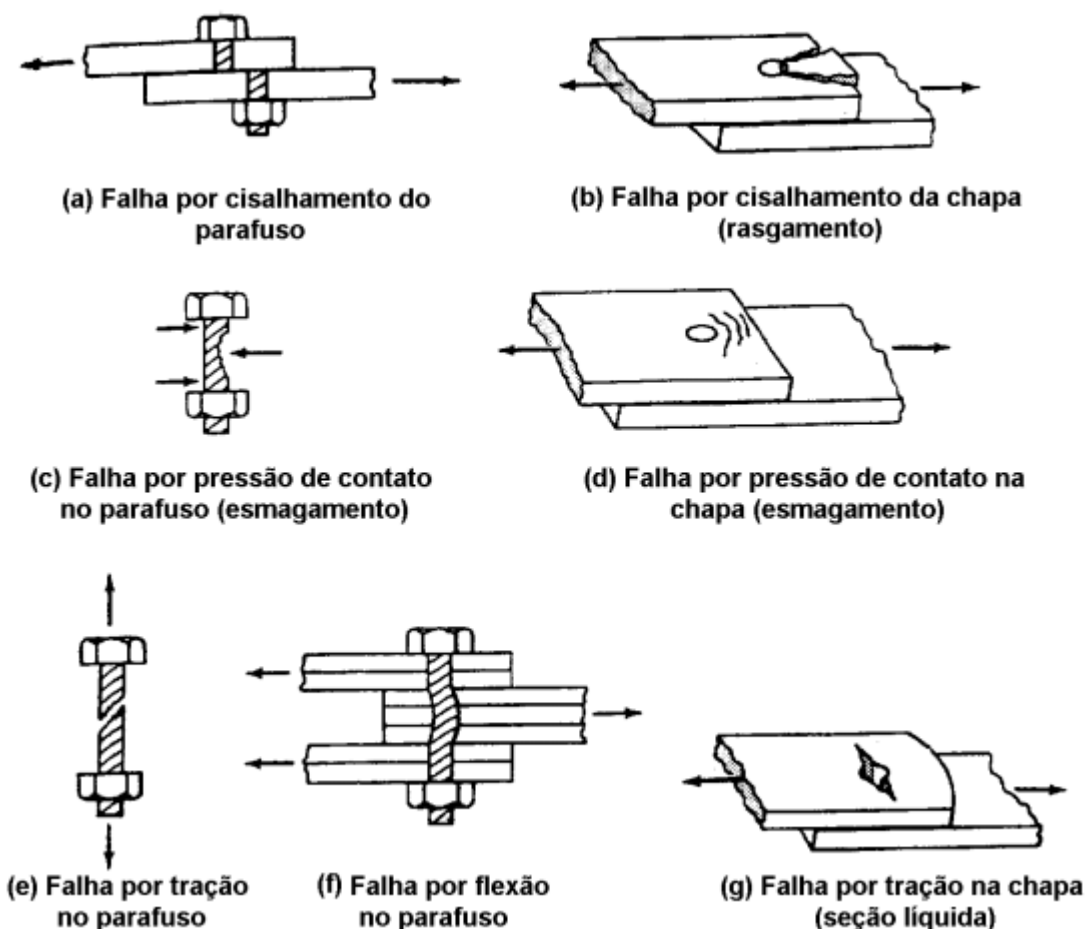 (a) Falha por cisalhamento do
parafuso
(b) Falha por cisalhamento da chapa
(rasgamento)
(c) Falha por pressão de contato
no parafuso (esmagamento)
(d) Falha por pressão de contato na
chapa (esmagamento)
(e) Falha por tração
no parafuso
(f) Falha por flexão
no parafuso
(g) Falha por tração na chapa
(seção líquida)